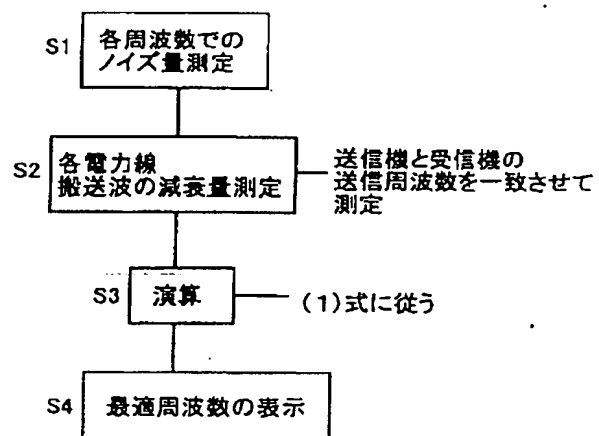 S1
各周波数での
ノイズ量測定
S2
各電力線
搬送波の減衰量測定
送信機と受信機の
送信周波数を一致させて
測定
S3
演算
(1)式に従う
S4
最適周波数の表示